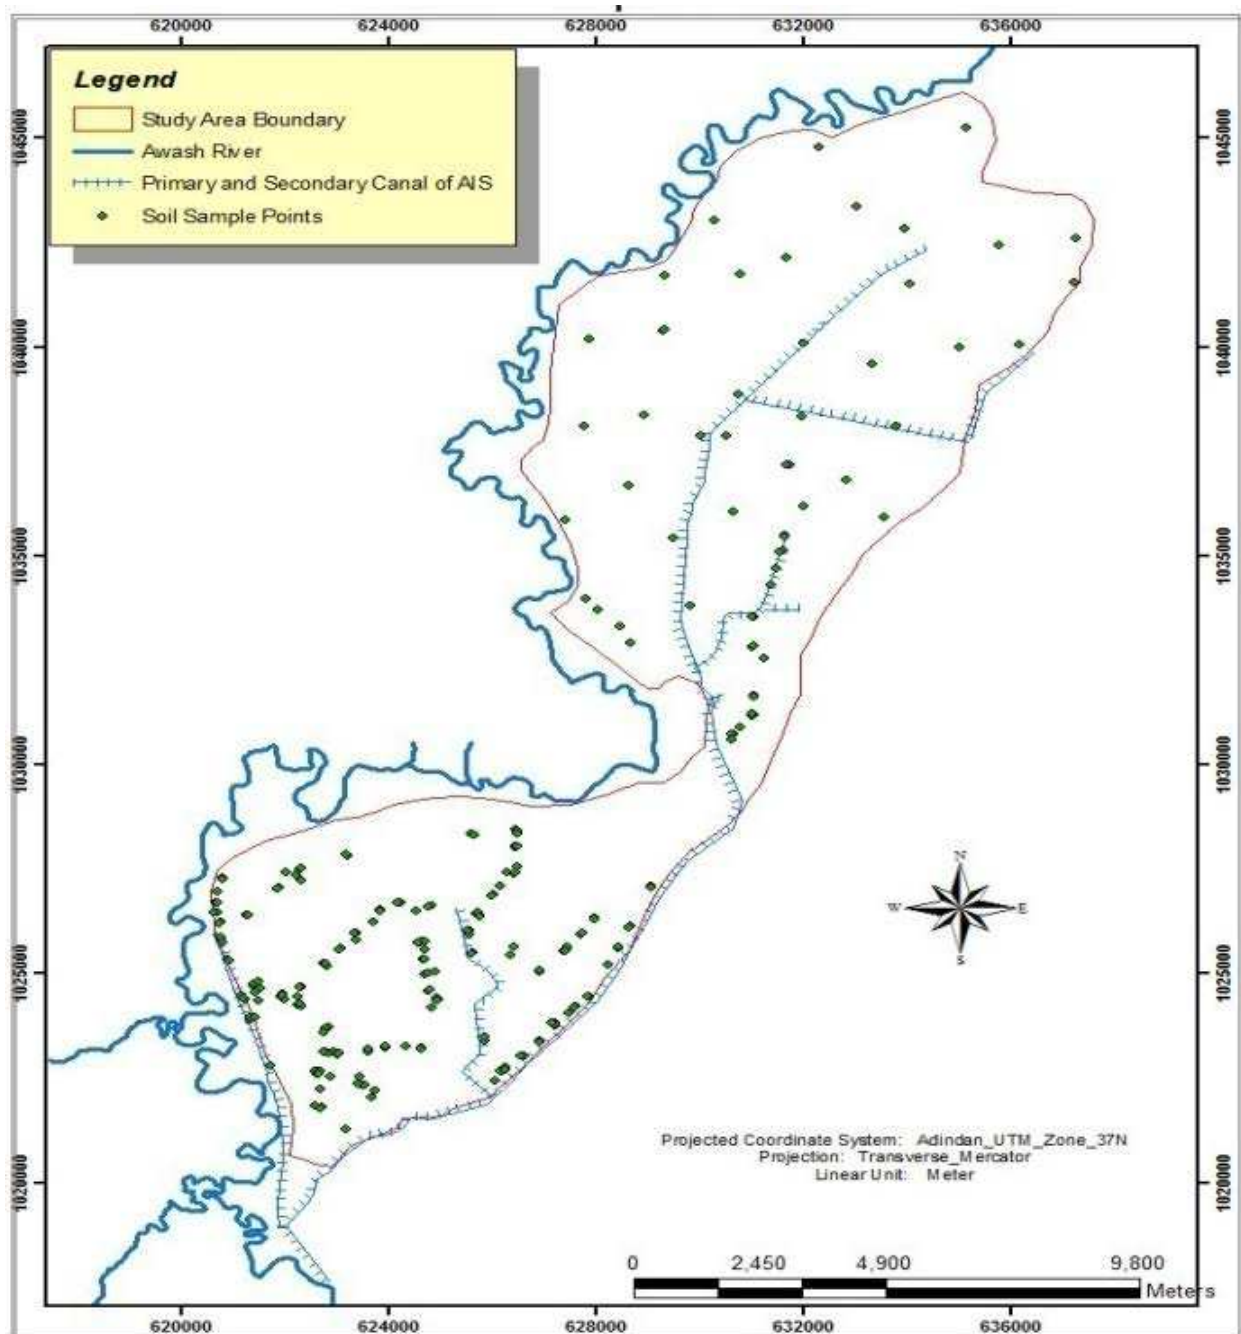 620000 624000 628000 632000 636000
Legend
Study Area Boundary
Awash River
Primary and Secondary Canal of AIS
Soil Sample Points
1045000 1045000
1040000 1040000
1035000 1035000
1030000 1030000
N
W E
S
1025000 1025000
Projected Coordinate System: Adindan_UTM_Zone_37N
Projection: Transverse_Mercator
Linear Unit: Meter
1020000 1020000
0 2,450 4,900 9,800
Meters
620000 624000 628000 632000 636000